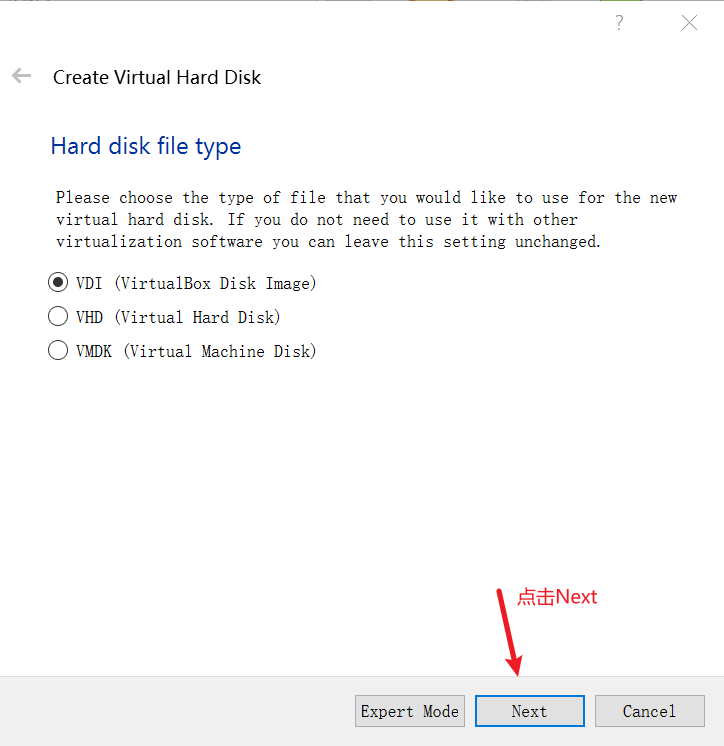 ?
Create Virtual Hard Disk
Hard disk file type
Please choose the type of file that you would like to use for the new
virtual hard disk. If you do not need to use it with other
virtualization software you can leave this setting unchanged.
VDI (VirtualBox Disk Image)
VHD (Virtual Hard Disk)
VMDK (Virtual Machine Disk)
点击Next
Expert Mode
Next
Cancel